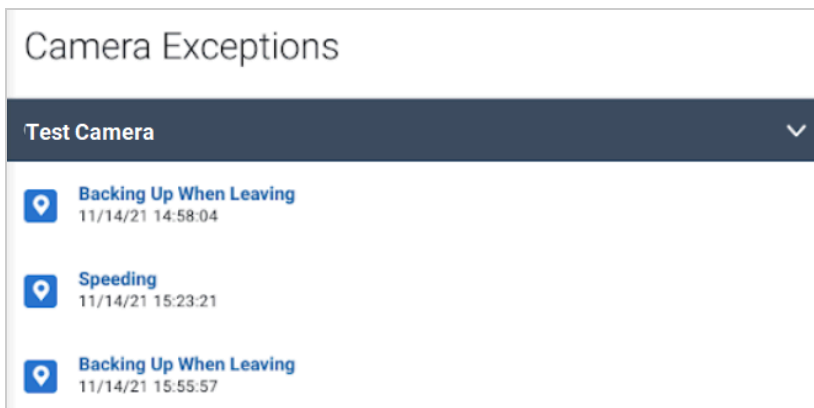 Camera Exceptions
Test Camera
Backing Up When Leaving
11/14/21 14:58:04
Speeding
11/14/21 15:23:21
Backing Up When Leaving
11/14/21 15:55:57